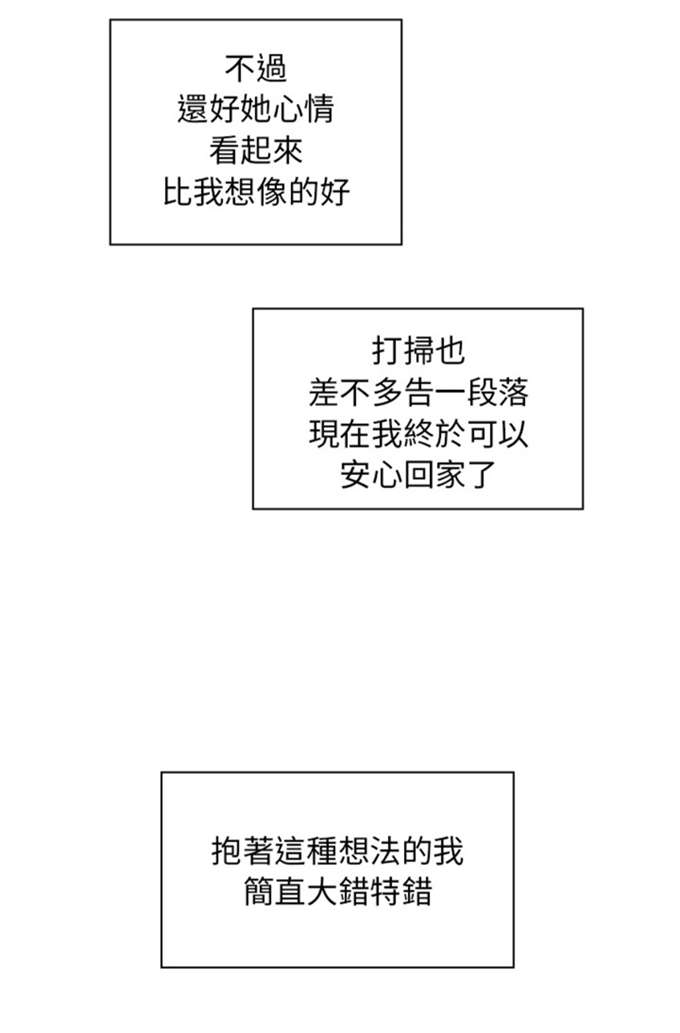 不過
還好她心情
看起來
比我想像的好
打掃也
差不多告一段落
現在我終於可以
安心回家了
抱著這種想法的我
簡直大錯特錯